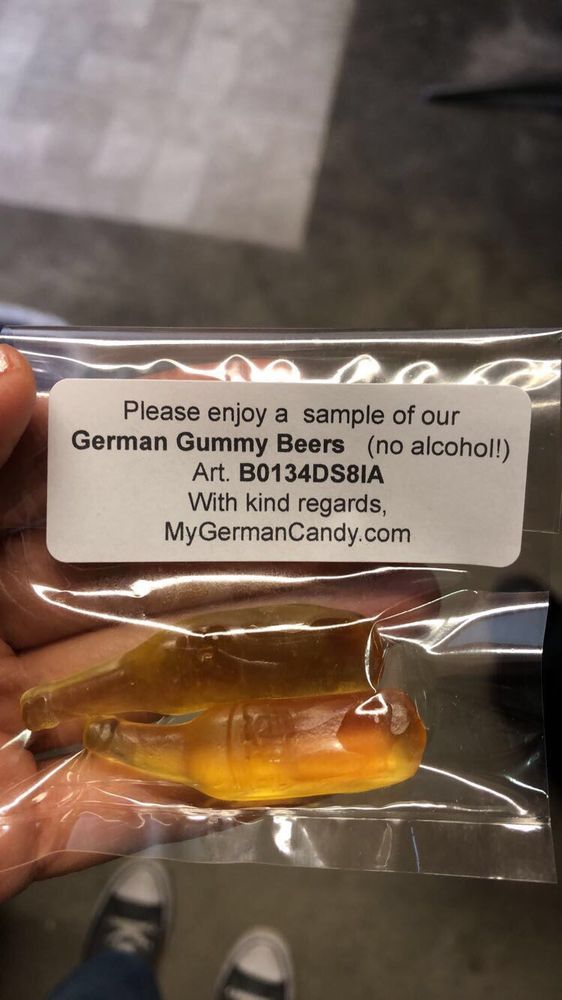 Please enjoy a sample of our
German Gummy Beers (no alcohol!)
Art. B0134DS8IA
With kind regards,
MyGermanCandy.com